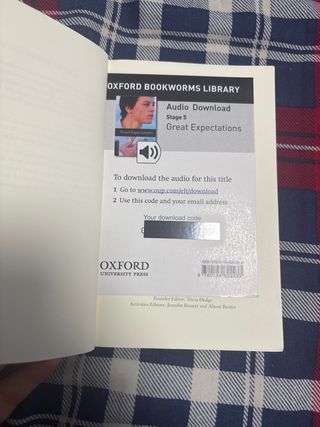 OXFORD BOOKWORMS LIBRARY
Audio Download
Stage 5
Great Expectations
Great Expectations
To download the audio for this title
1 Go to www.oup.com/elt/download
2 Use this code and your email address
Your download code
OXFORD
UNIVERSITY PRESS
Founder Editor: Tricia Hedge
Activities Editors: Jennifer Bassett and Alison Baxter